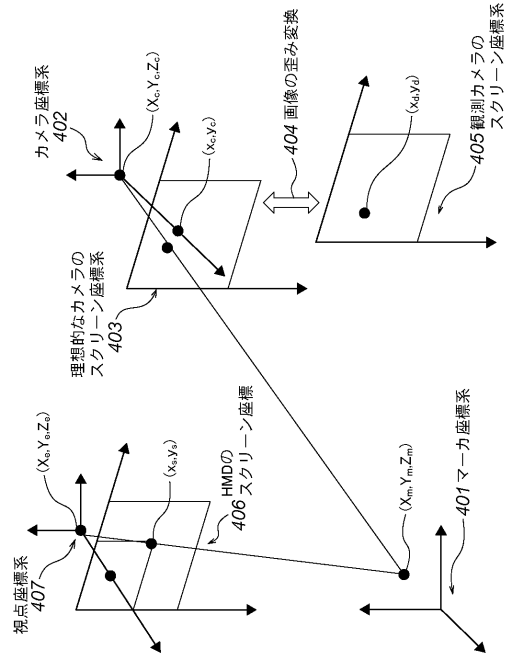 カメラ座標系
402
(Xc,Yc,Zc)
(xc,yc)
404 画像の歪み変換
(xd,yd)
405 観測カメラの
スクリーン座標系
理想的なカメラの
スクリーン座標系
403
視点座標系
407
(Xe,Ye,Ze)
(xs,ys)
HMDの
スクリーン座標
406
(Xm,Ym,Zm)
401 マーカ座標系